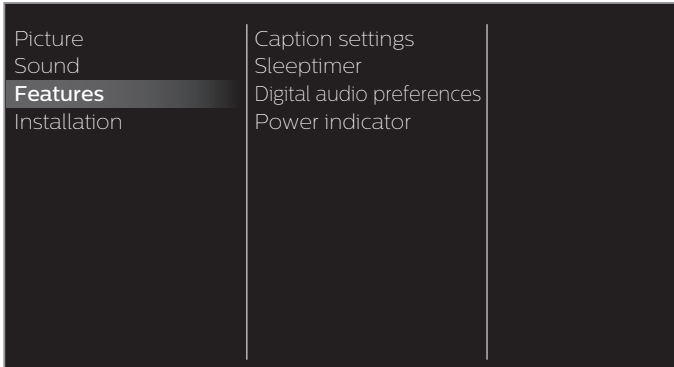 Picture
Sound
Features
Installation
Caption settings
Sleeptimer
Digital audio preferences
Power indicator